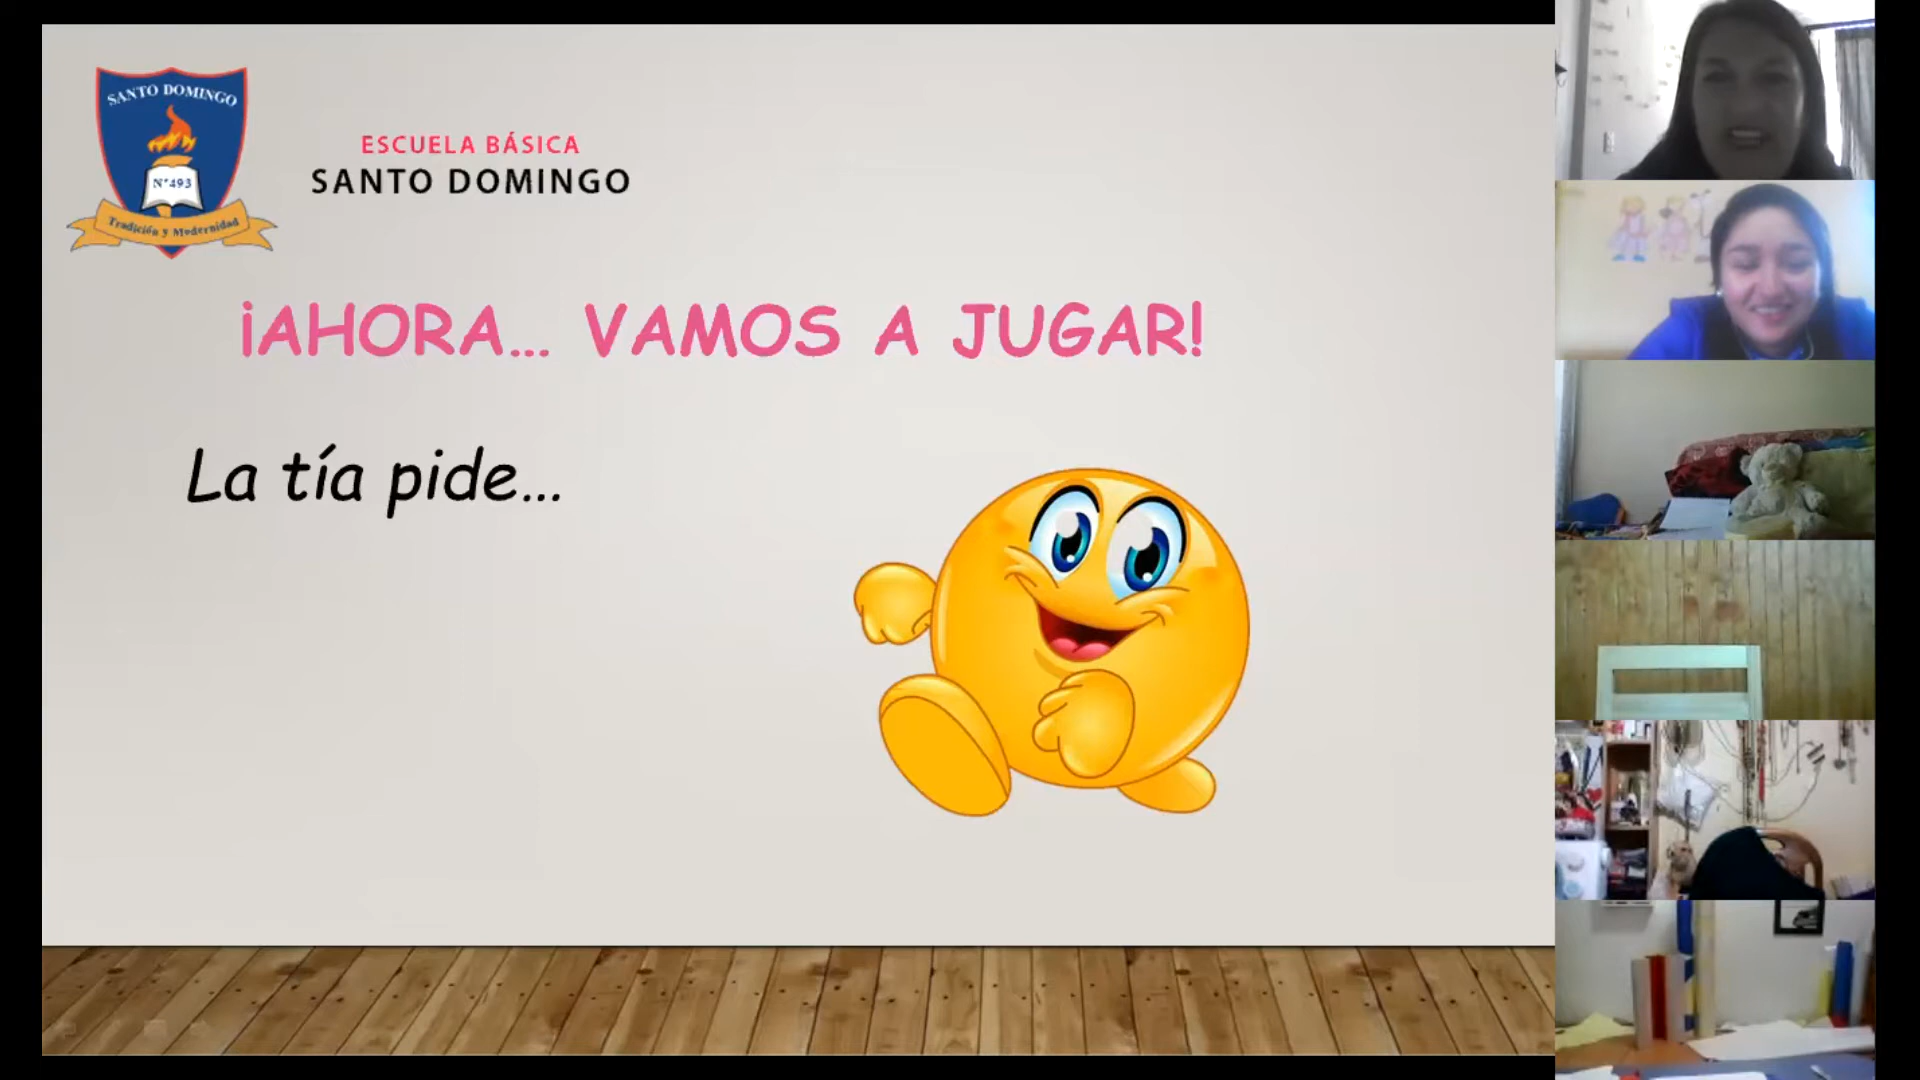 SANTO DOMINGO
N°493
Tradición y Modernidad
ESCUELA BÁSICA
SANTO DOMINGO
¡AHORA... VAMOS A JUGAR!
La tía pide...